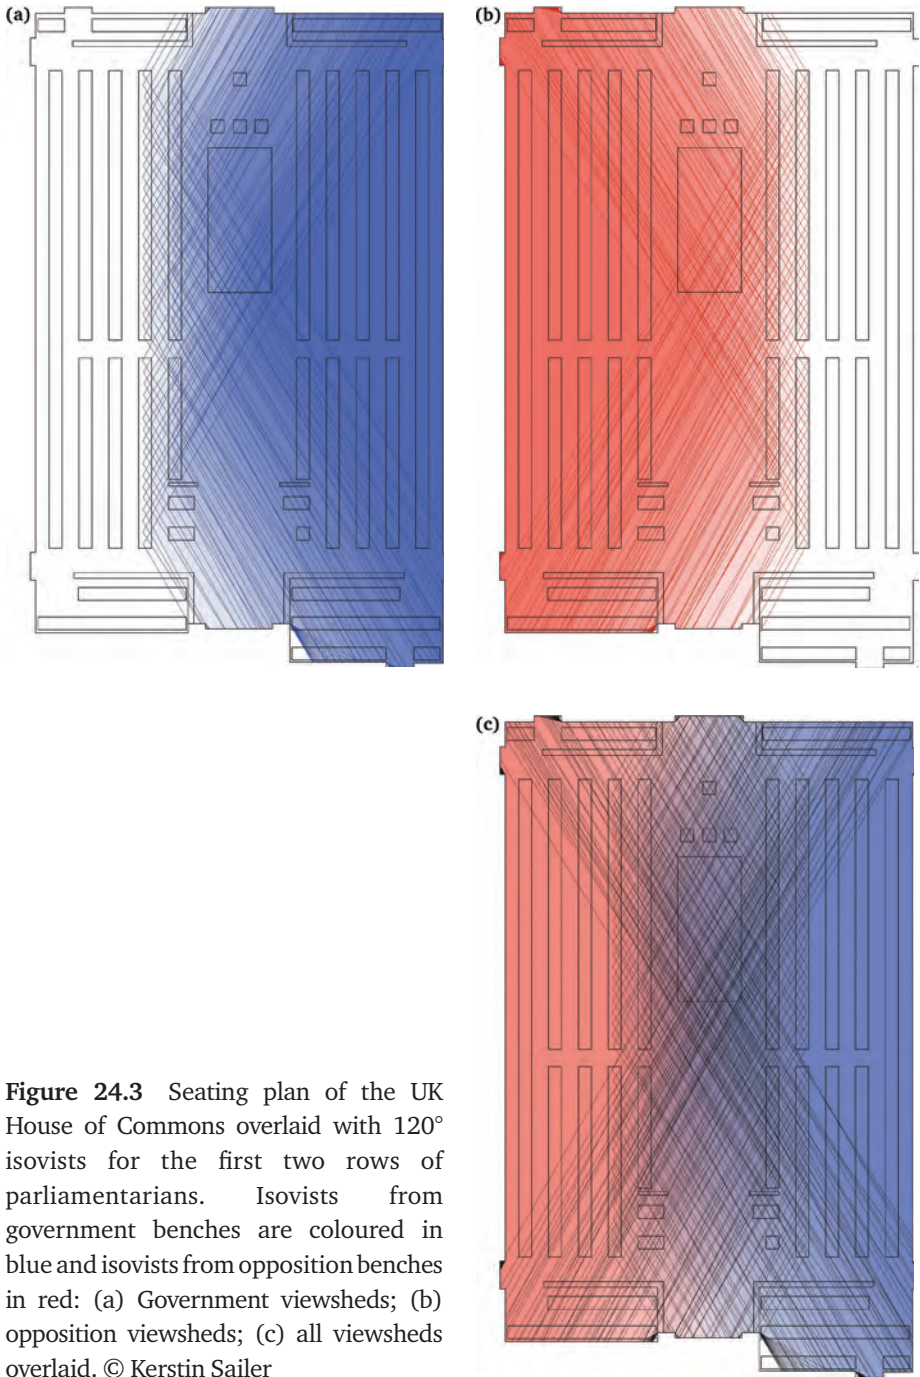 (a)
(b)
(c)
Figure 24.3 Seating plan of the UK
House of Commons overlaid with 120°
isovists for the first two rows of
parliamentarians. Isovists from
government benches are coloured in
blue and isovists from opposition benches
in red: (a) Government viewsheds; (b)
opposition viewsheds; (c) all viewsheds
overlaid. © Kerstin Sailer